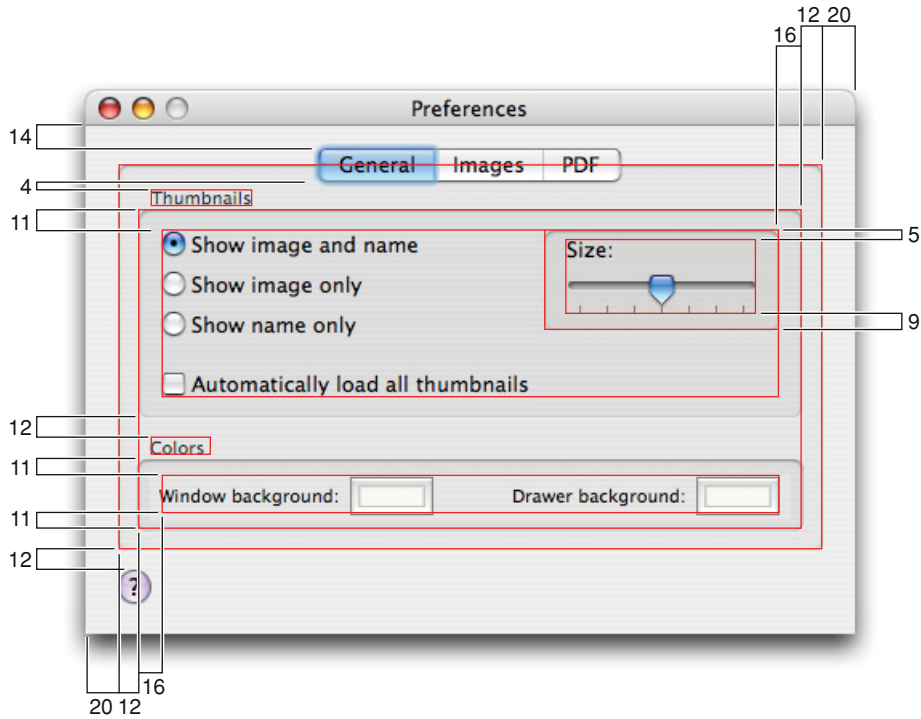 12 20
16
Preferences
14
General Images PDF
4
Thumbnails
11
Show image and name
Size:
5
Show image only
Show name only
9
Automatically load all thumbnails
12
Colors
11
Window background:
Drawer background:
11
12
?
16
20 12